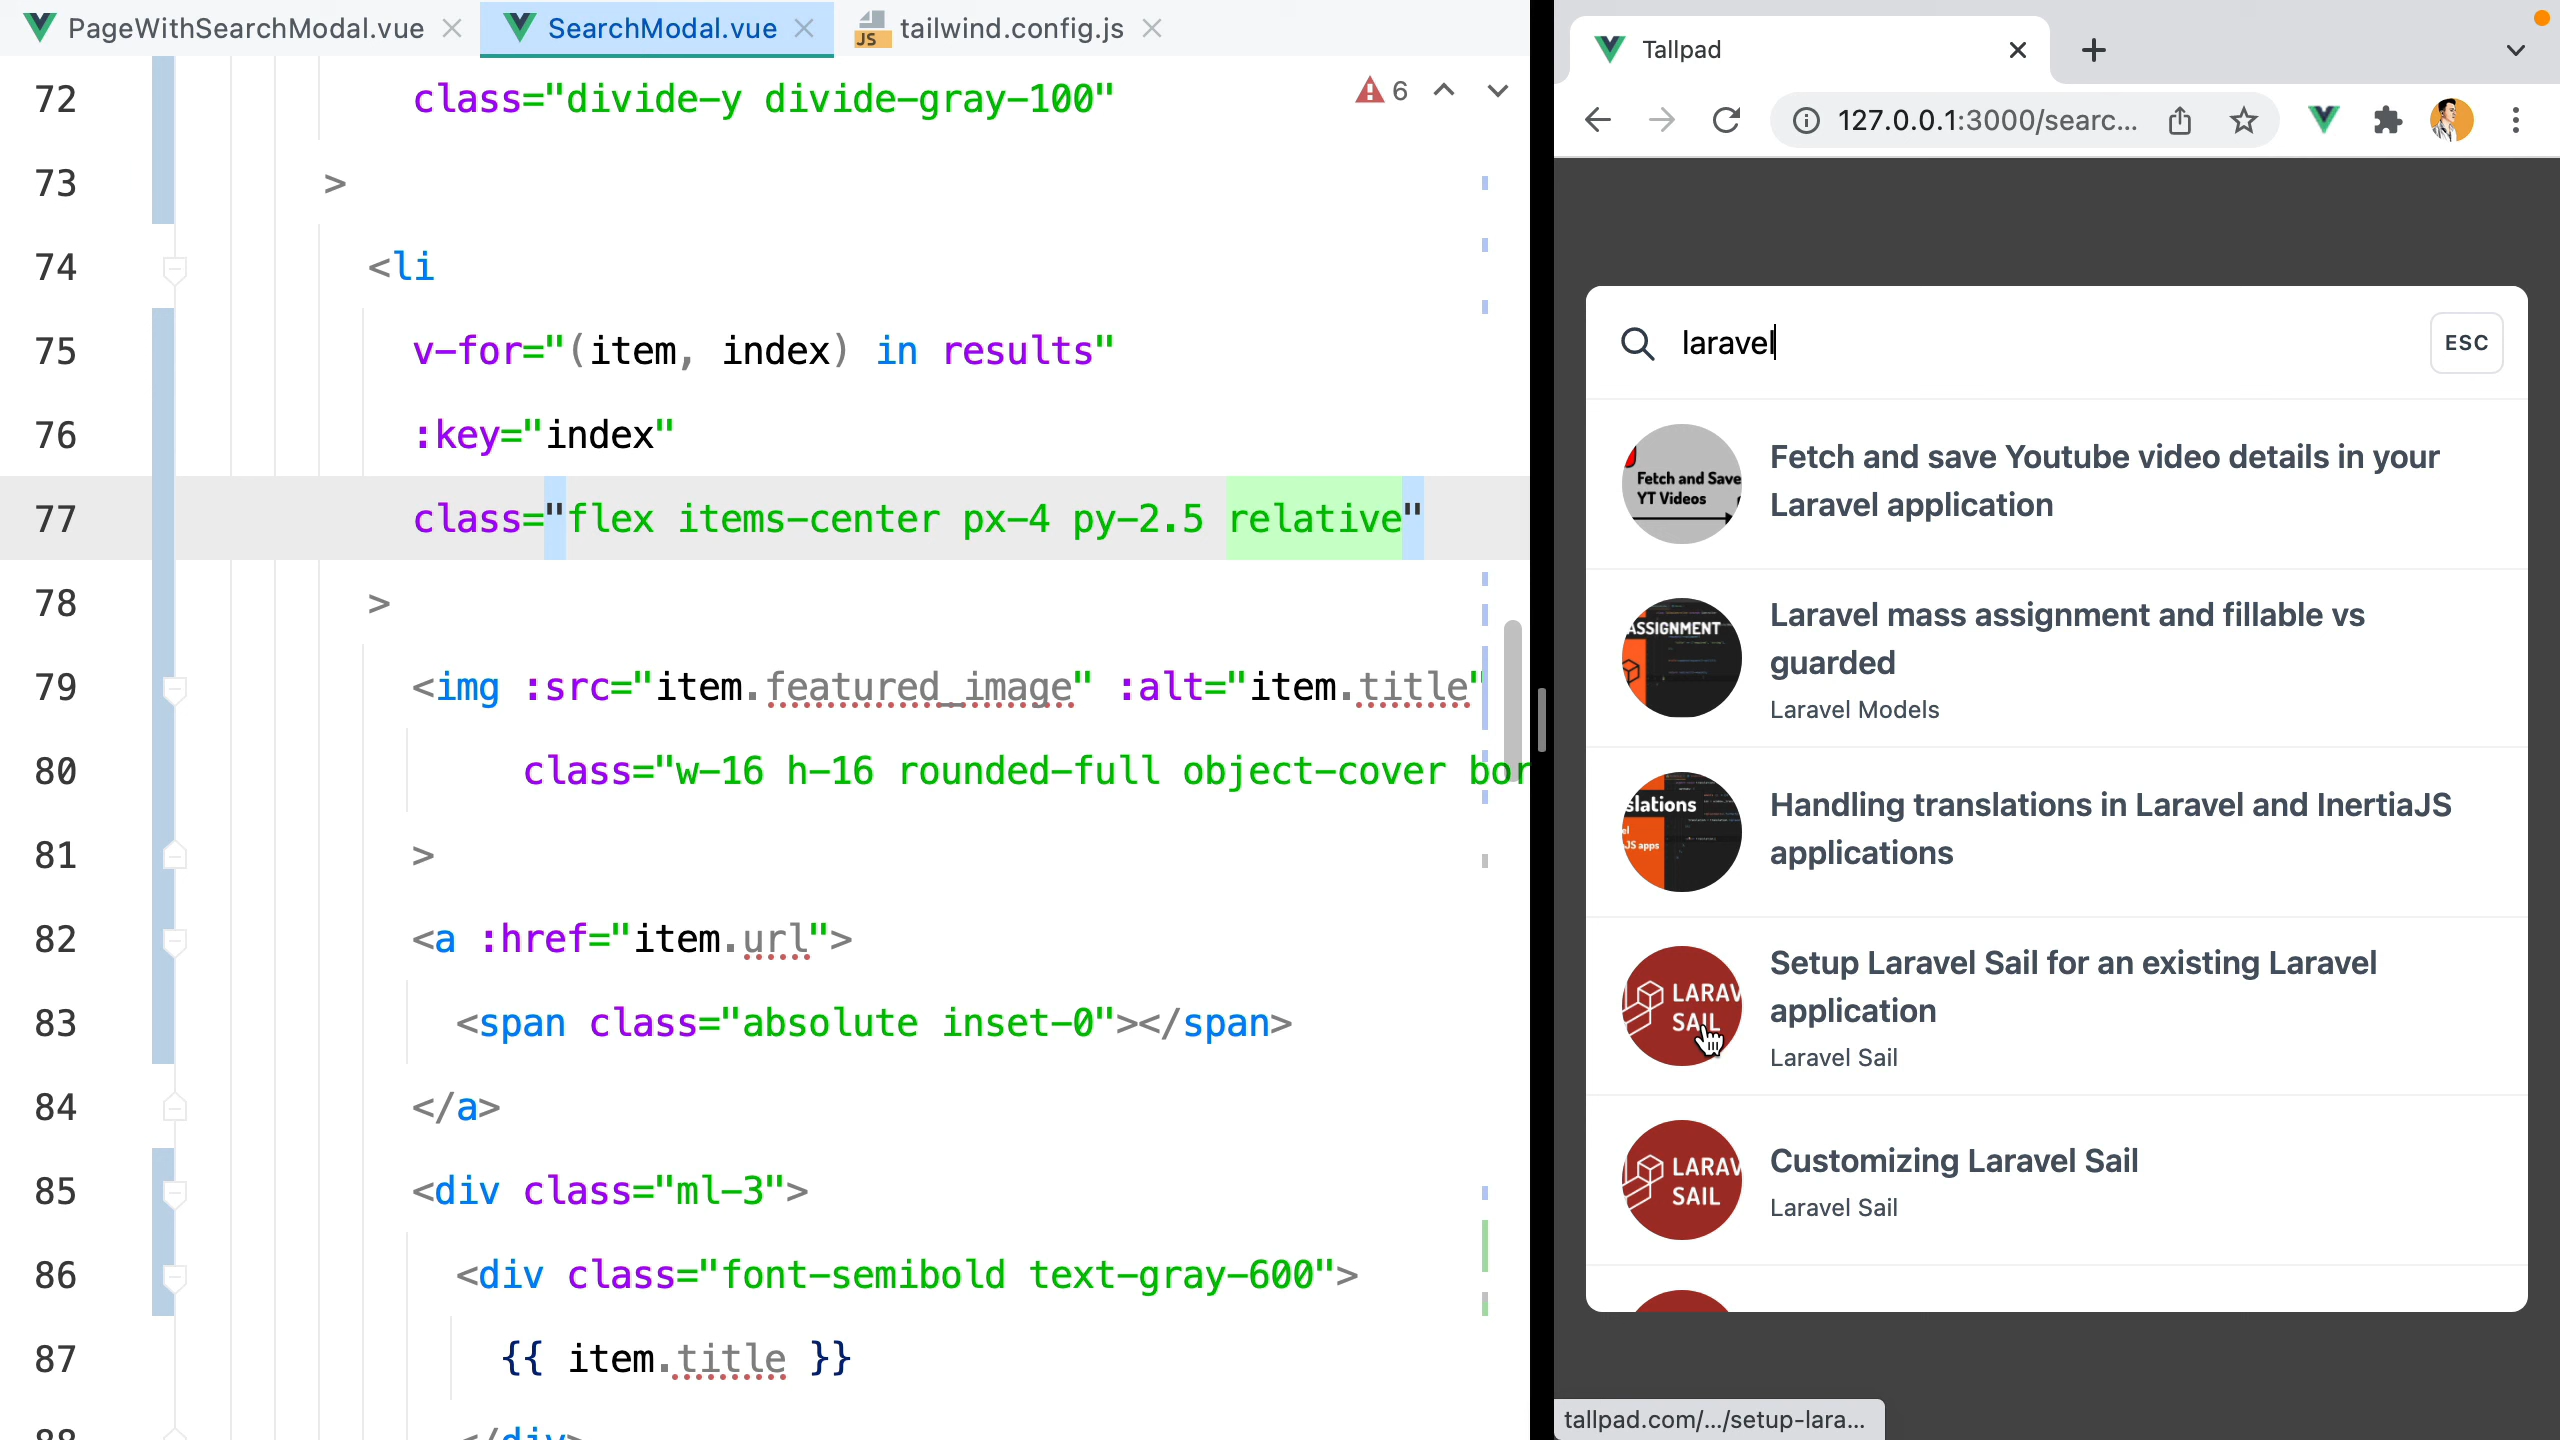 PageWithSearchModal.vue
SearchModal.vue
JS tailwind.config.js
72 class="divide-y divide-gray-100"
6
73 >
74 <li
75 v-for="(item, index) in results"
76 :key="index"
77 class="flex items-center px-4 py-2.5 relative"
78 >
79 <img :src="item.featured_image" :alt="item.title"
80 class="w-16 h-16 rounded-full object-cover bor
81 >
82 <a :href="item.url">
83 <span class="absolute inset-0"></span>
84 </a>
85 <div class="ml-3">
86 <div class="font-semibold text-gray-600">
87 {{ item.title }}
88 </div>
Tallpad
127.0.0.1:3000/searc...
laravel
ESC
Fetch and Save
YT Videos
Fetch and save Youtube video details in your
Laravel application
ASSIGNMENT
Laravel mass assignment and fillable vs
guarded
Laravel Models
slations
el
JS apps
Handling translations in Laravel and InertiaJS
applications
LARAV
SAIL
Setup Laravel Sail for an existing Laravel
application
Laravel Sail
LARAV
SAIL
Customizing Laravel Sail
Laravel Sail
tallpad.com/.../setup-lara...